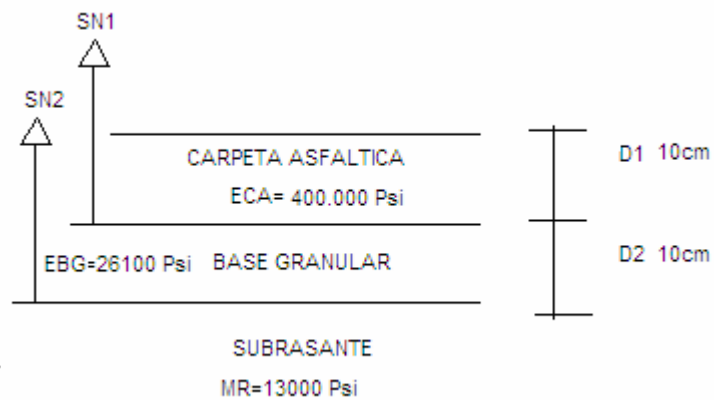 SN1
SN2
CARPETA ASFALTICA
D1 10cm
ECA= 400.000 Psi
EBG=26100 Psi BASE GRANULAR
D2 10cm
SUBRASANTE
MR=13000 Psi